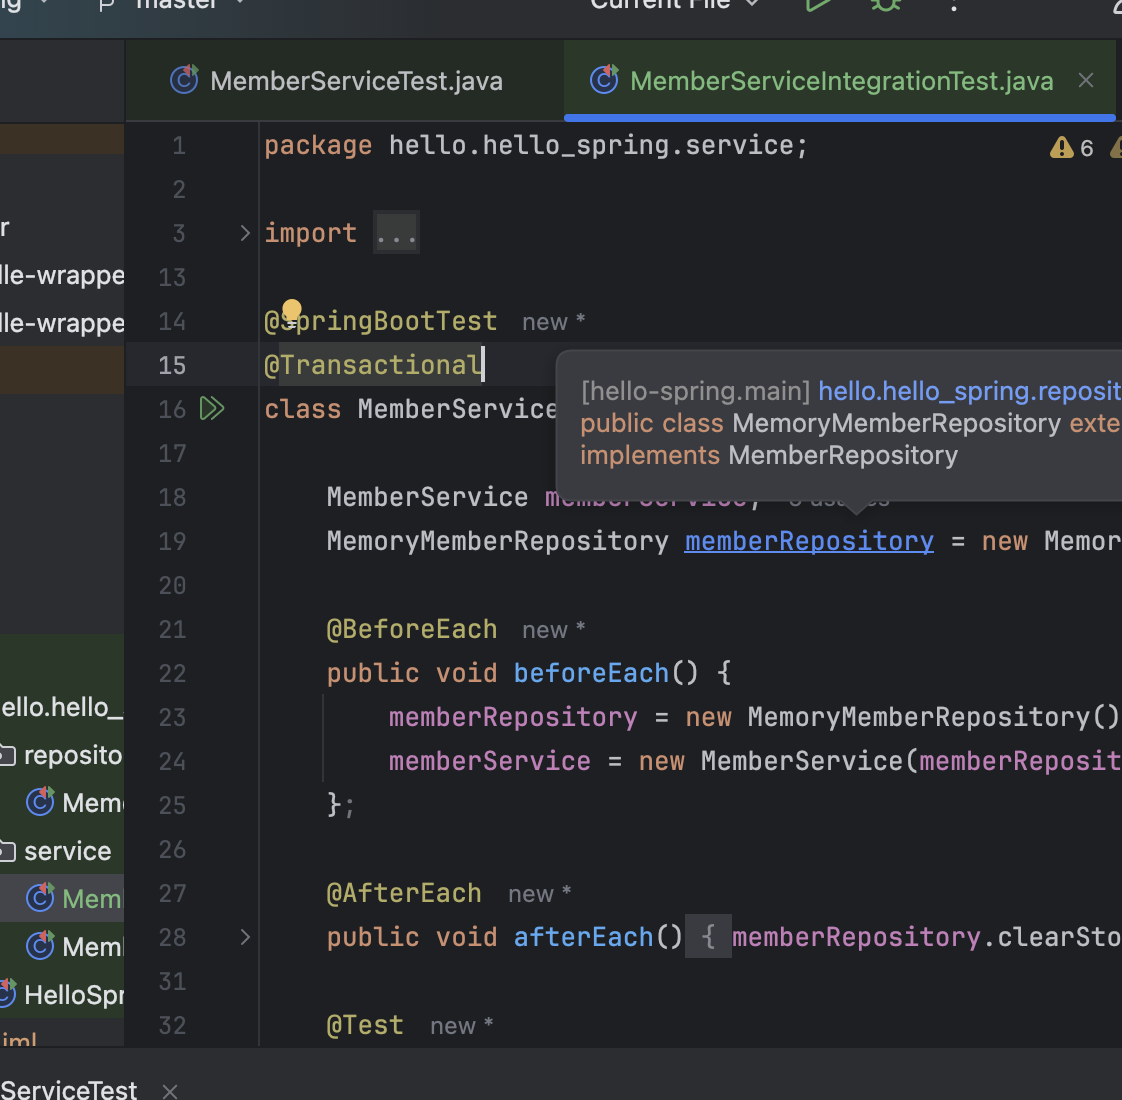 master
Current File
MemberServiceTest.java
MemberServiceIntegrationTest.java
1 package hello.hello_spring.service;
6
2
3 import ...
13
14 @SpringBootTest new *
15 @Transactional
16 class MemberService
17
18 MemberService memberService;
19 MemoryMemberRepository memberRepository = new Memor
20
21 @BeforeEach new *
22 public void beforeEach() {
23 memberRepository = new MemoryMemberRepository()
24 memberService = new MemberService(memberReposit
25 };
26
27 @AfterEach new *
28 public void afterEach() { memberRepository.clearSto
31
32 @Test new *
[hello-spring.main] hello.hello_spring.reposit
public class MemoryMemberRepository exte
implements MemberRepository
r
lle-wrappe
lle-wrappe
ello.hello_
reposito
Mem
service
Mem
Meml
HelloSpr
iml
ServiceTest